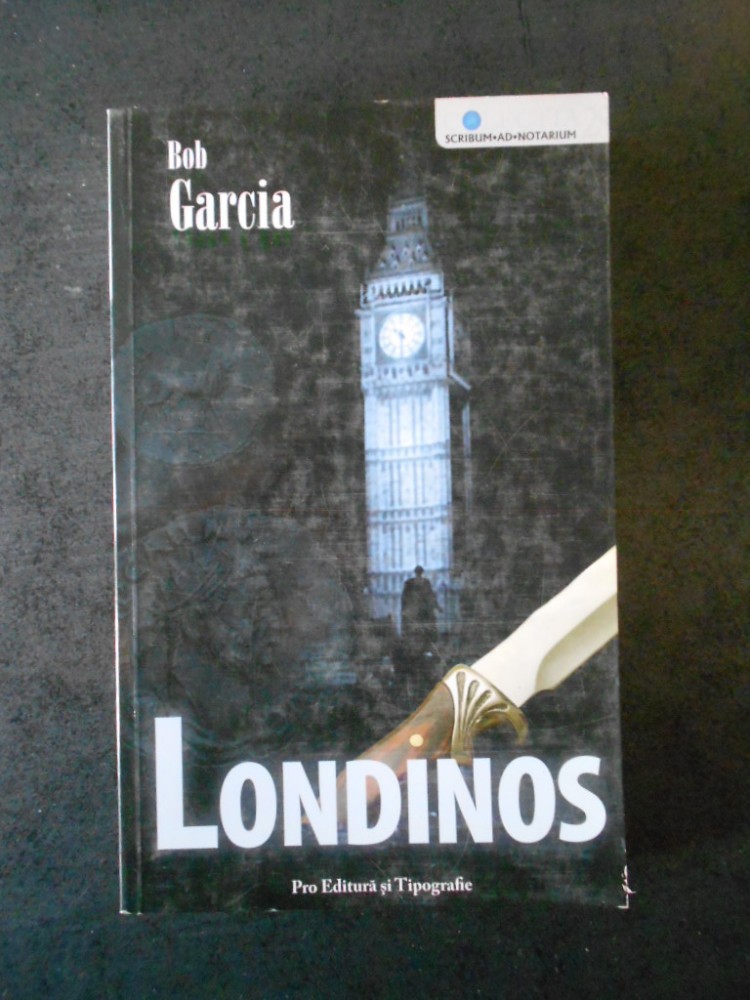 SCRIBUM•AD•NOTARIUM
Bob
Garcia
LONDINOS
Pro Editură și Tipografie